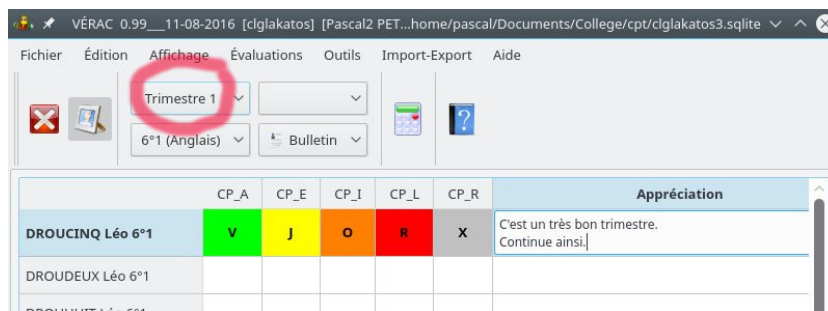 VÉRAC 0.99___11-08-2016 [clglakatos] [Pascal2 PET...home/pascal/Documents/College/cpt/clglakatos3.sqlite
Fichier Édition Affichage Évaluations Outils Import-Export Aide
Trimestre 1
6°1 (Anglais) Bulletin
CP_A CP_E CP_I CP_L CP_R Appréciation
DROUCINQ Léo 6°1 V J O R X C'est un très bon trimestre.
Continue ainsi.
DROUDEUX Léo 6°1